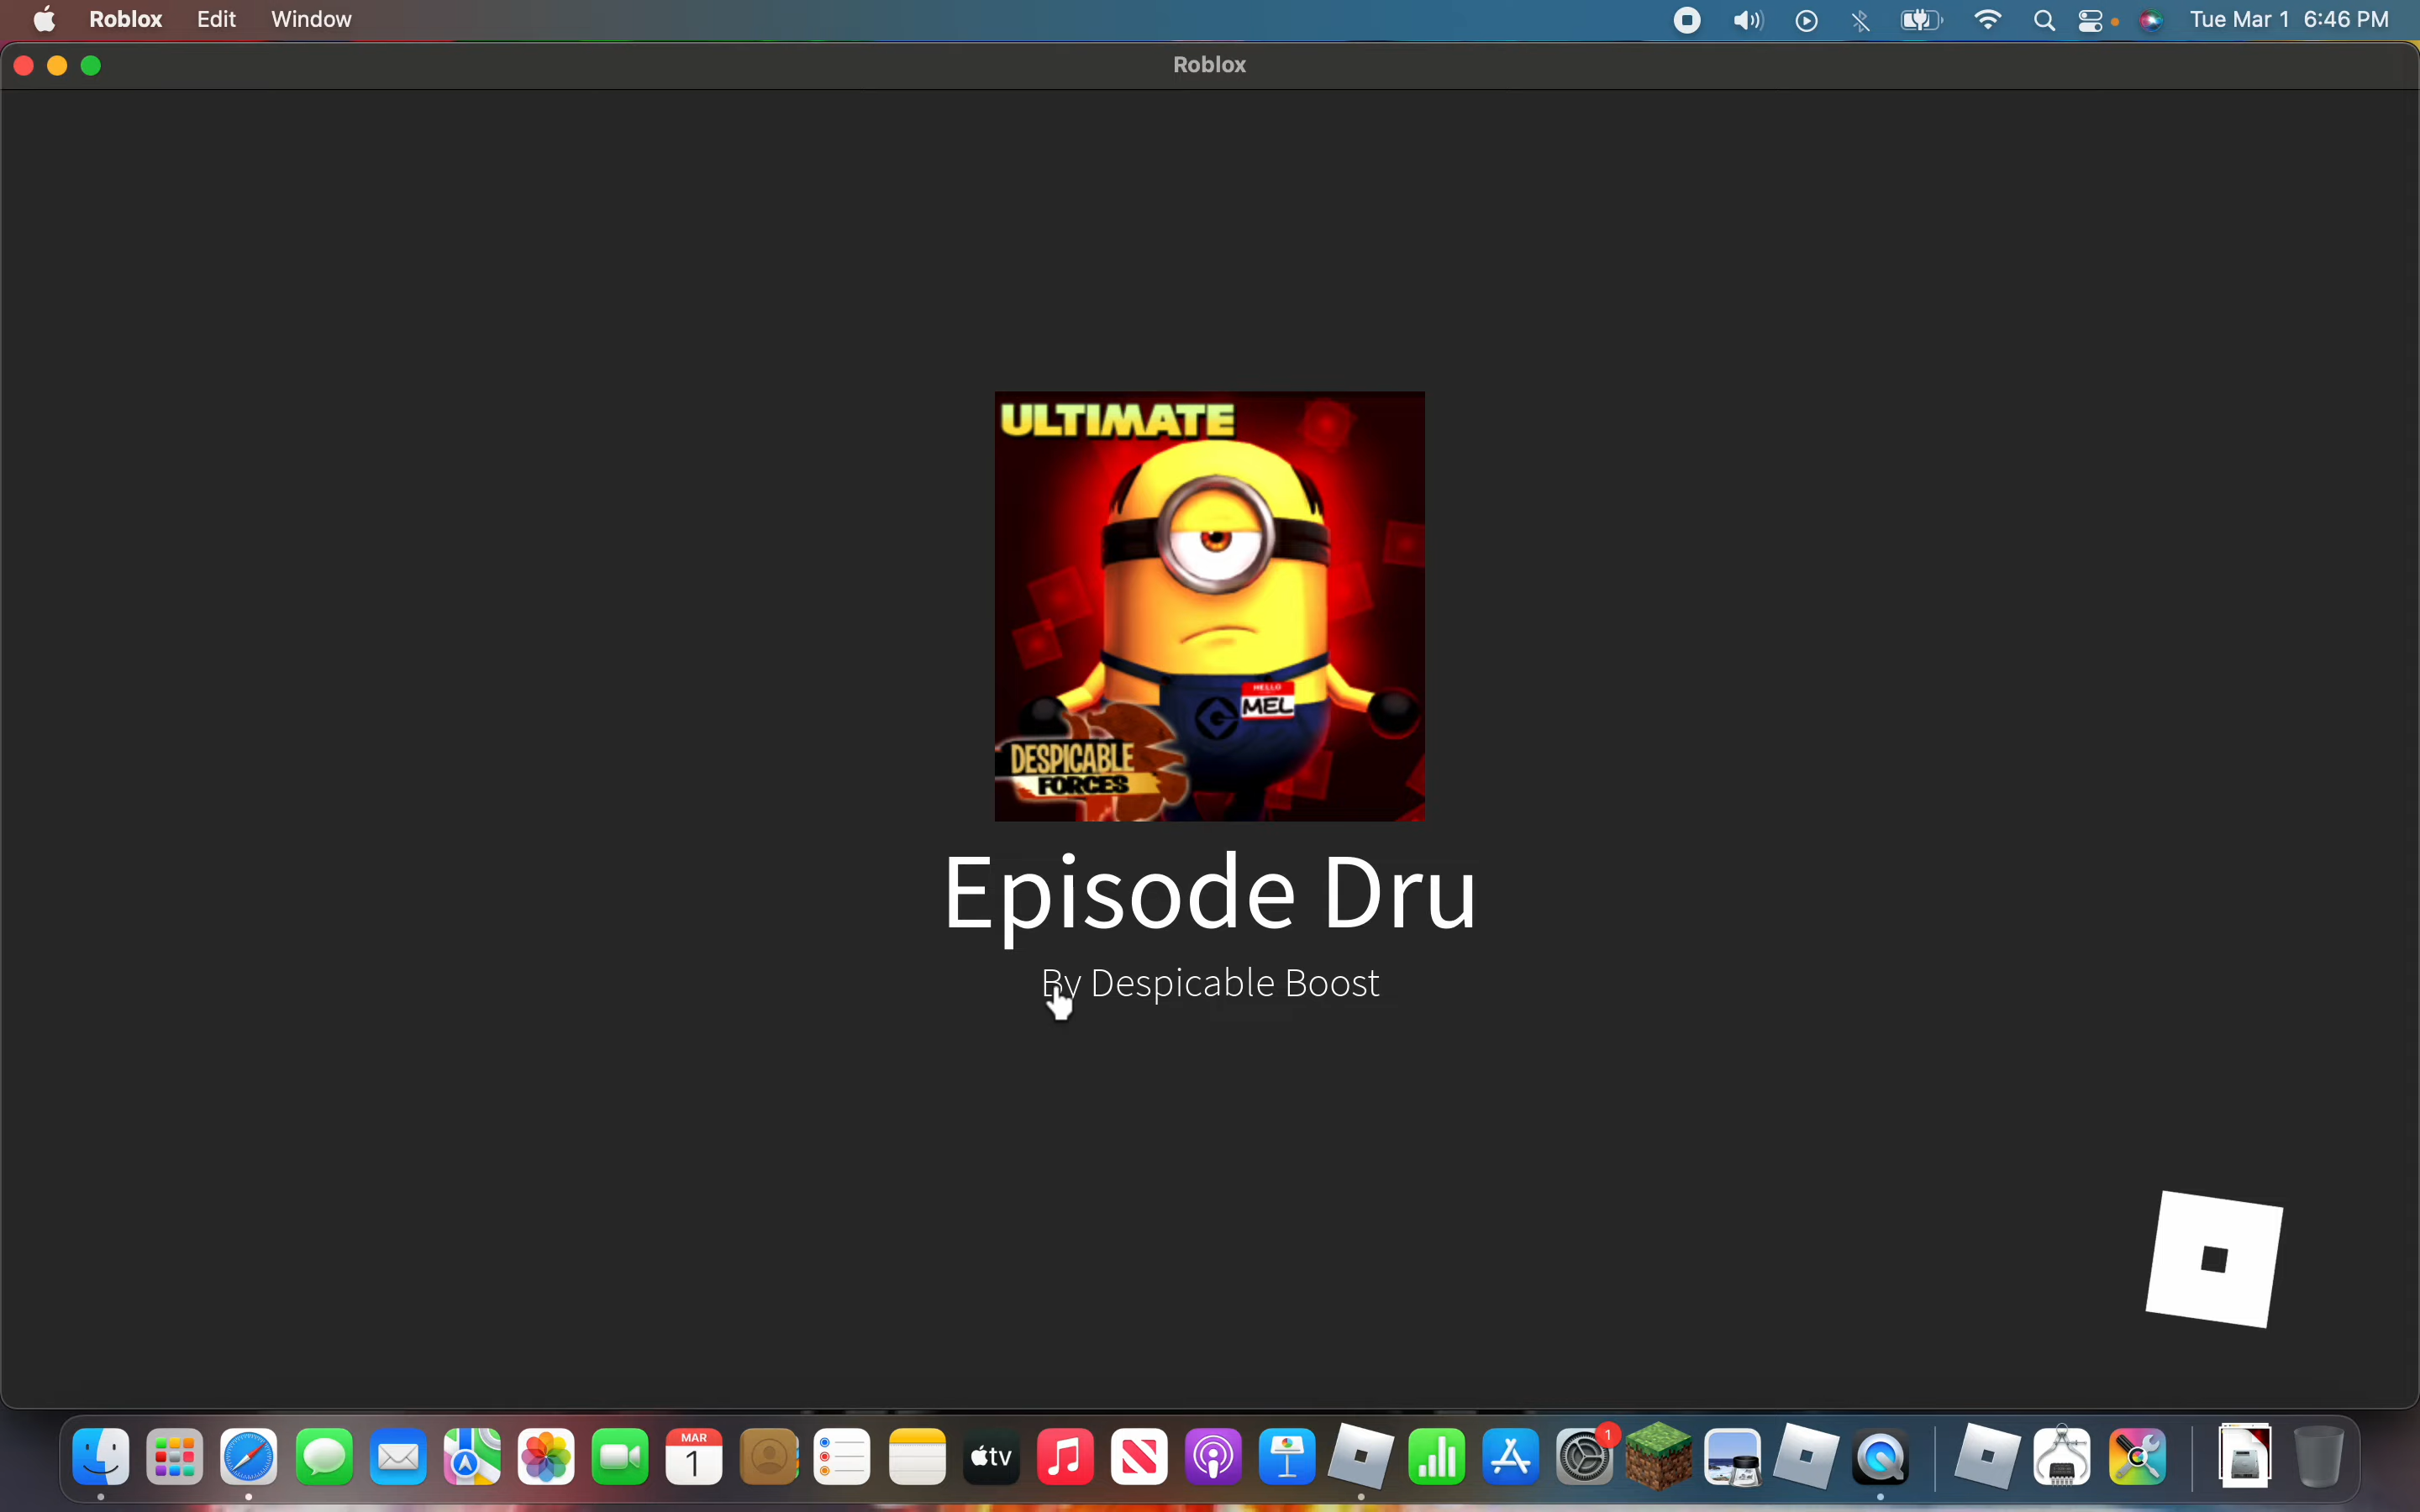 Roblox Edit Window Tue Mar 1 6:46 PM
Roblox
ULTIMATE
HELLO
MEL
DESPICABLE
FORCES
Episode Dru
By Despicable Boost
MAR
1
tv
1